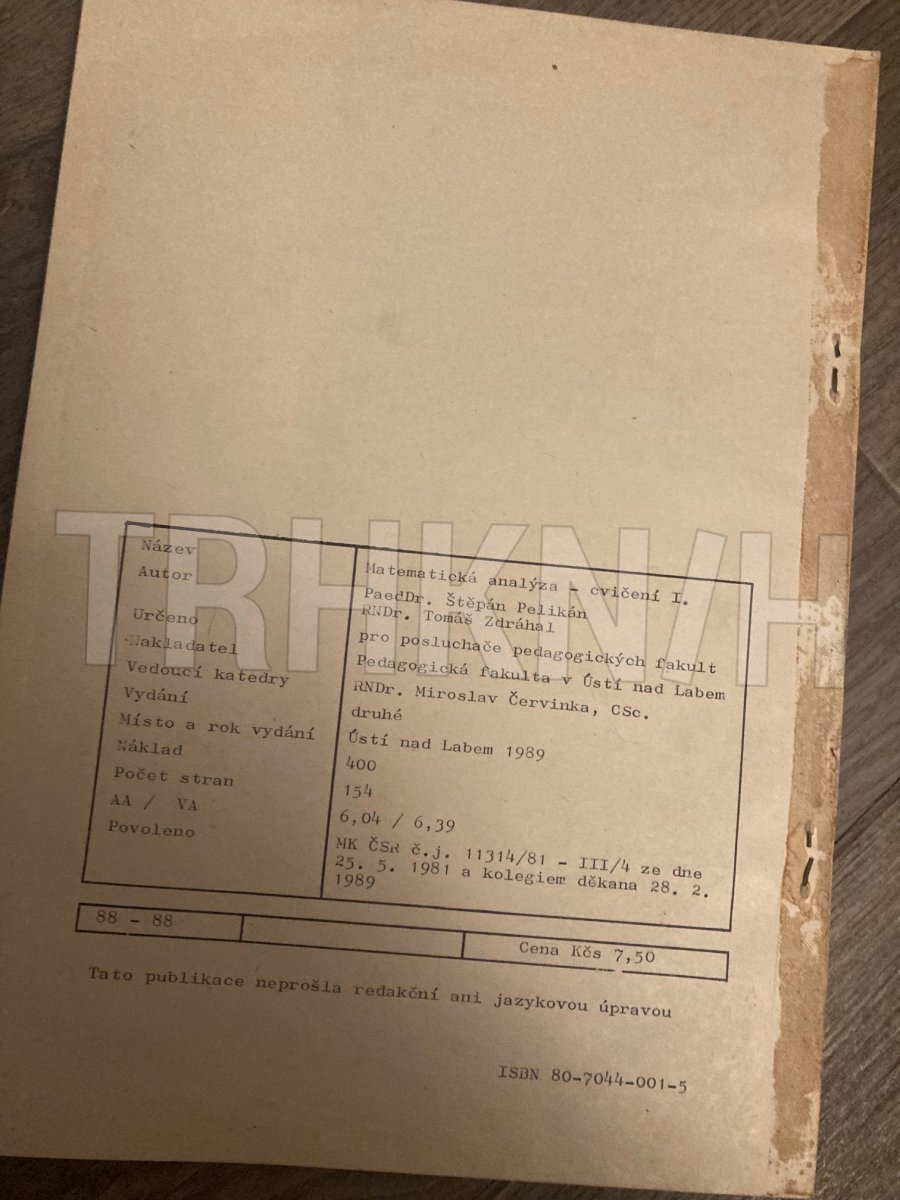 TRHKN/H
Název Matematická analýza - cvičení I.
Autor PaedDr. Štěpán Pelikán
RNDr. Tomáš Zdráhal
Určeno pro posluchače pedagogických fakult
Nakladatel Pedagogická fakulta v Ústí nad Labem
Vedoucí katedry RNDr. Miroslav Červinka, CSc.
Vydání druhé
Místo a rok vydání Ústí nad Labem 1989
Náklad 400
Počet stran 154
AA / VA 6,04 / 6,39
Povoleno MK ČSR č.j. 11314/81 - III/4 ze dne
25. 5. 1981 a kolegiem děkana 28. 2.
1989
88 - 88 Cena Kčs 7,50
Tato publikace neprošla redakční ani jazykovou úpravou
ISBN 80-7044-001-5